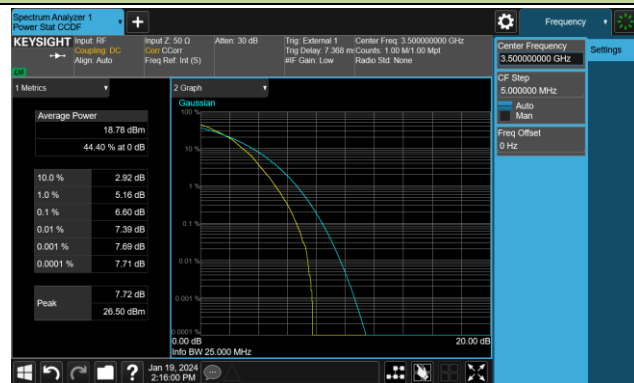 Spectrum Analyzer 1
Power Stat CCDF
Frequency
KEYSIGHT
Input: RF
Coupling: DC
Align: Auto
Input Z: 50 Ω
Corr CCorr
Freq Ref: Int (S)
Atten: 30 dB
Trig: External 1
Trig Delay: 7.368 m
#IF Gain: Low
Center Freq: 3.500000000 GHz
Counts: 1.00 M/1.00 Mpt
Radio Std: None
Center Frequency
3.500000000 GHz
Settings
CF Step
5.000000 MHz
Auto
Man
Freq Offset
0 Hz
1 Metrics
Average Power
18.78 dBm
44.40 % at 0 dB
10.0 % 2.92 dB
1.0 % 5.16 dB
0.1 % 6.60 dB
0.01 % 7.39 dB
0.001 % 7.69 dB
0.0001 % 7.71 dB
Peak
7.72 dB
26.50 dBm
2 Graph
Gaussian
100 %
10 %
1 %
0.1 %
0.01 %
0.001 %
0.0001 %
0.00 dB 20.00 dB
Info BW 25.000 MHz
?
Jan 19, 2024
2:16:00 PM